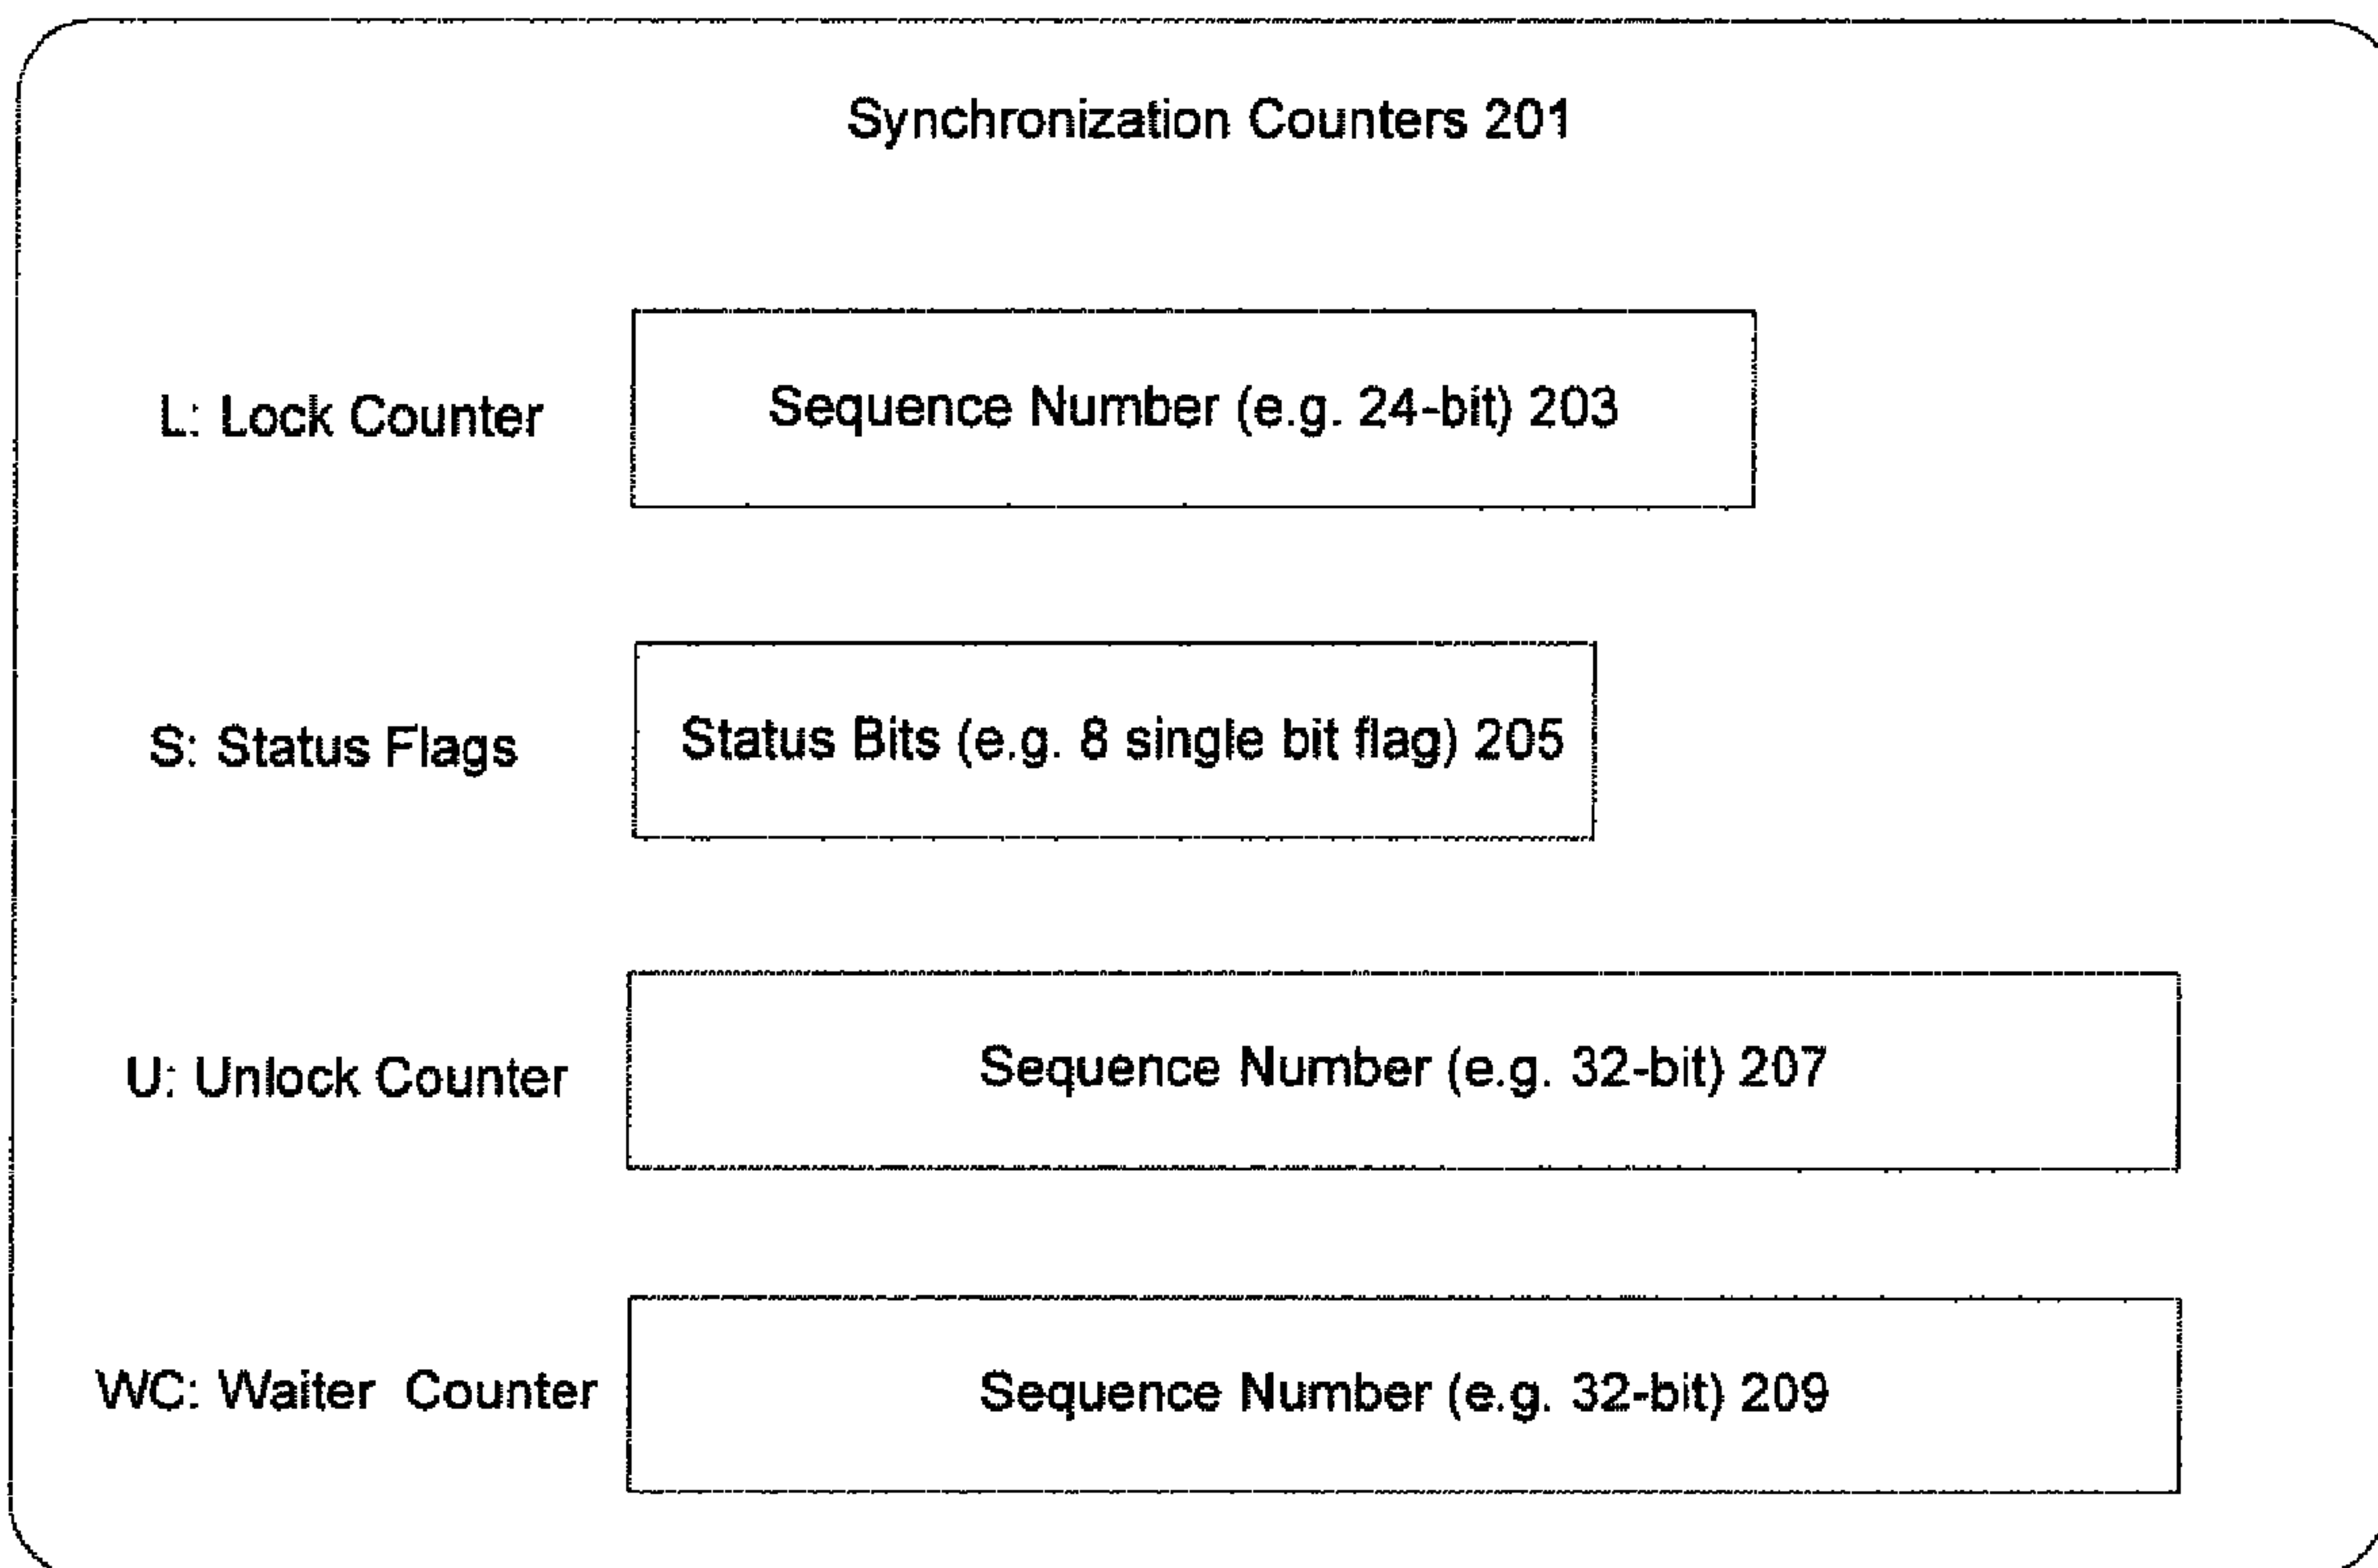 Synchronization Counters 201
L: Lock Counter
Sequence Number (e.g. 24-bit) 203
S: Status Flags
Status Bits (e.g. 8 single bit flag) 205
U: Unlock Counter
Sequence Number (e.g. 32-bit) 207
WC: Waiter Counter
Sequence Number (e.g. 32-bit) 209